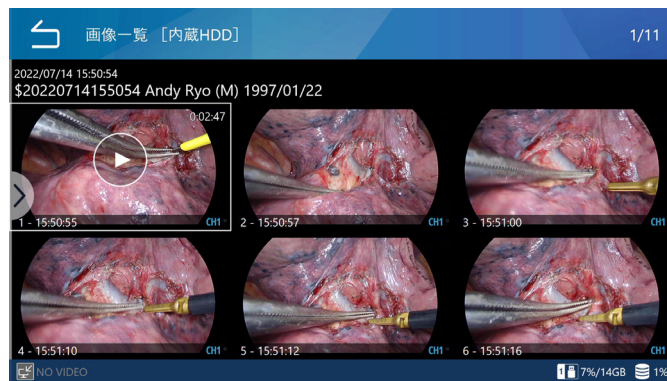 画像一覧 [内蔵HDD]
1/11
2022/07/14 15:50:54
$20220714155054 Andy Ryo (M) 1997/01/22
0:02:47
1 - 15:50:55 CH1
2 - 15:50:57 CH1
3 - 15:51:00 CH1
4 - 15:51:10 CH1
5 - 15:51:12 CH1
6 - 15:51:16 CH1
NO VIDEO
1 7%/14GB 1%